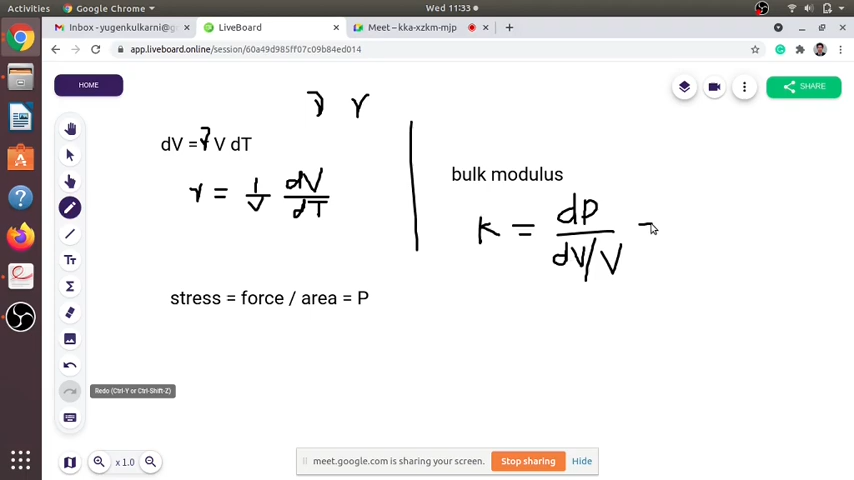 Activities
Google Chrome
Wed 11:33
Inbox - yugenkulkarni@g
LiveBoard
Meet – kka-xzkm-mjp
app.liveboard.online/session/60a49d985ff07c09b84ed014
HOME
SHARE
γ γ
dV = γ V dT
γ = 1/V dV/dT
bulk modulus
K = dP / dV/V =
stress = force / area = P
Redo (Ctrl-Y or Ctrl-Shift-Z)
x 1.0
meet.google.com is sharing your screen.
Stop sharing
Hide